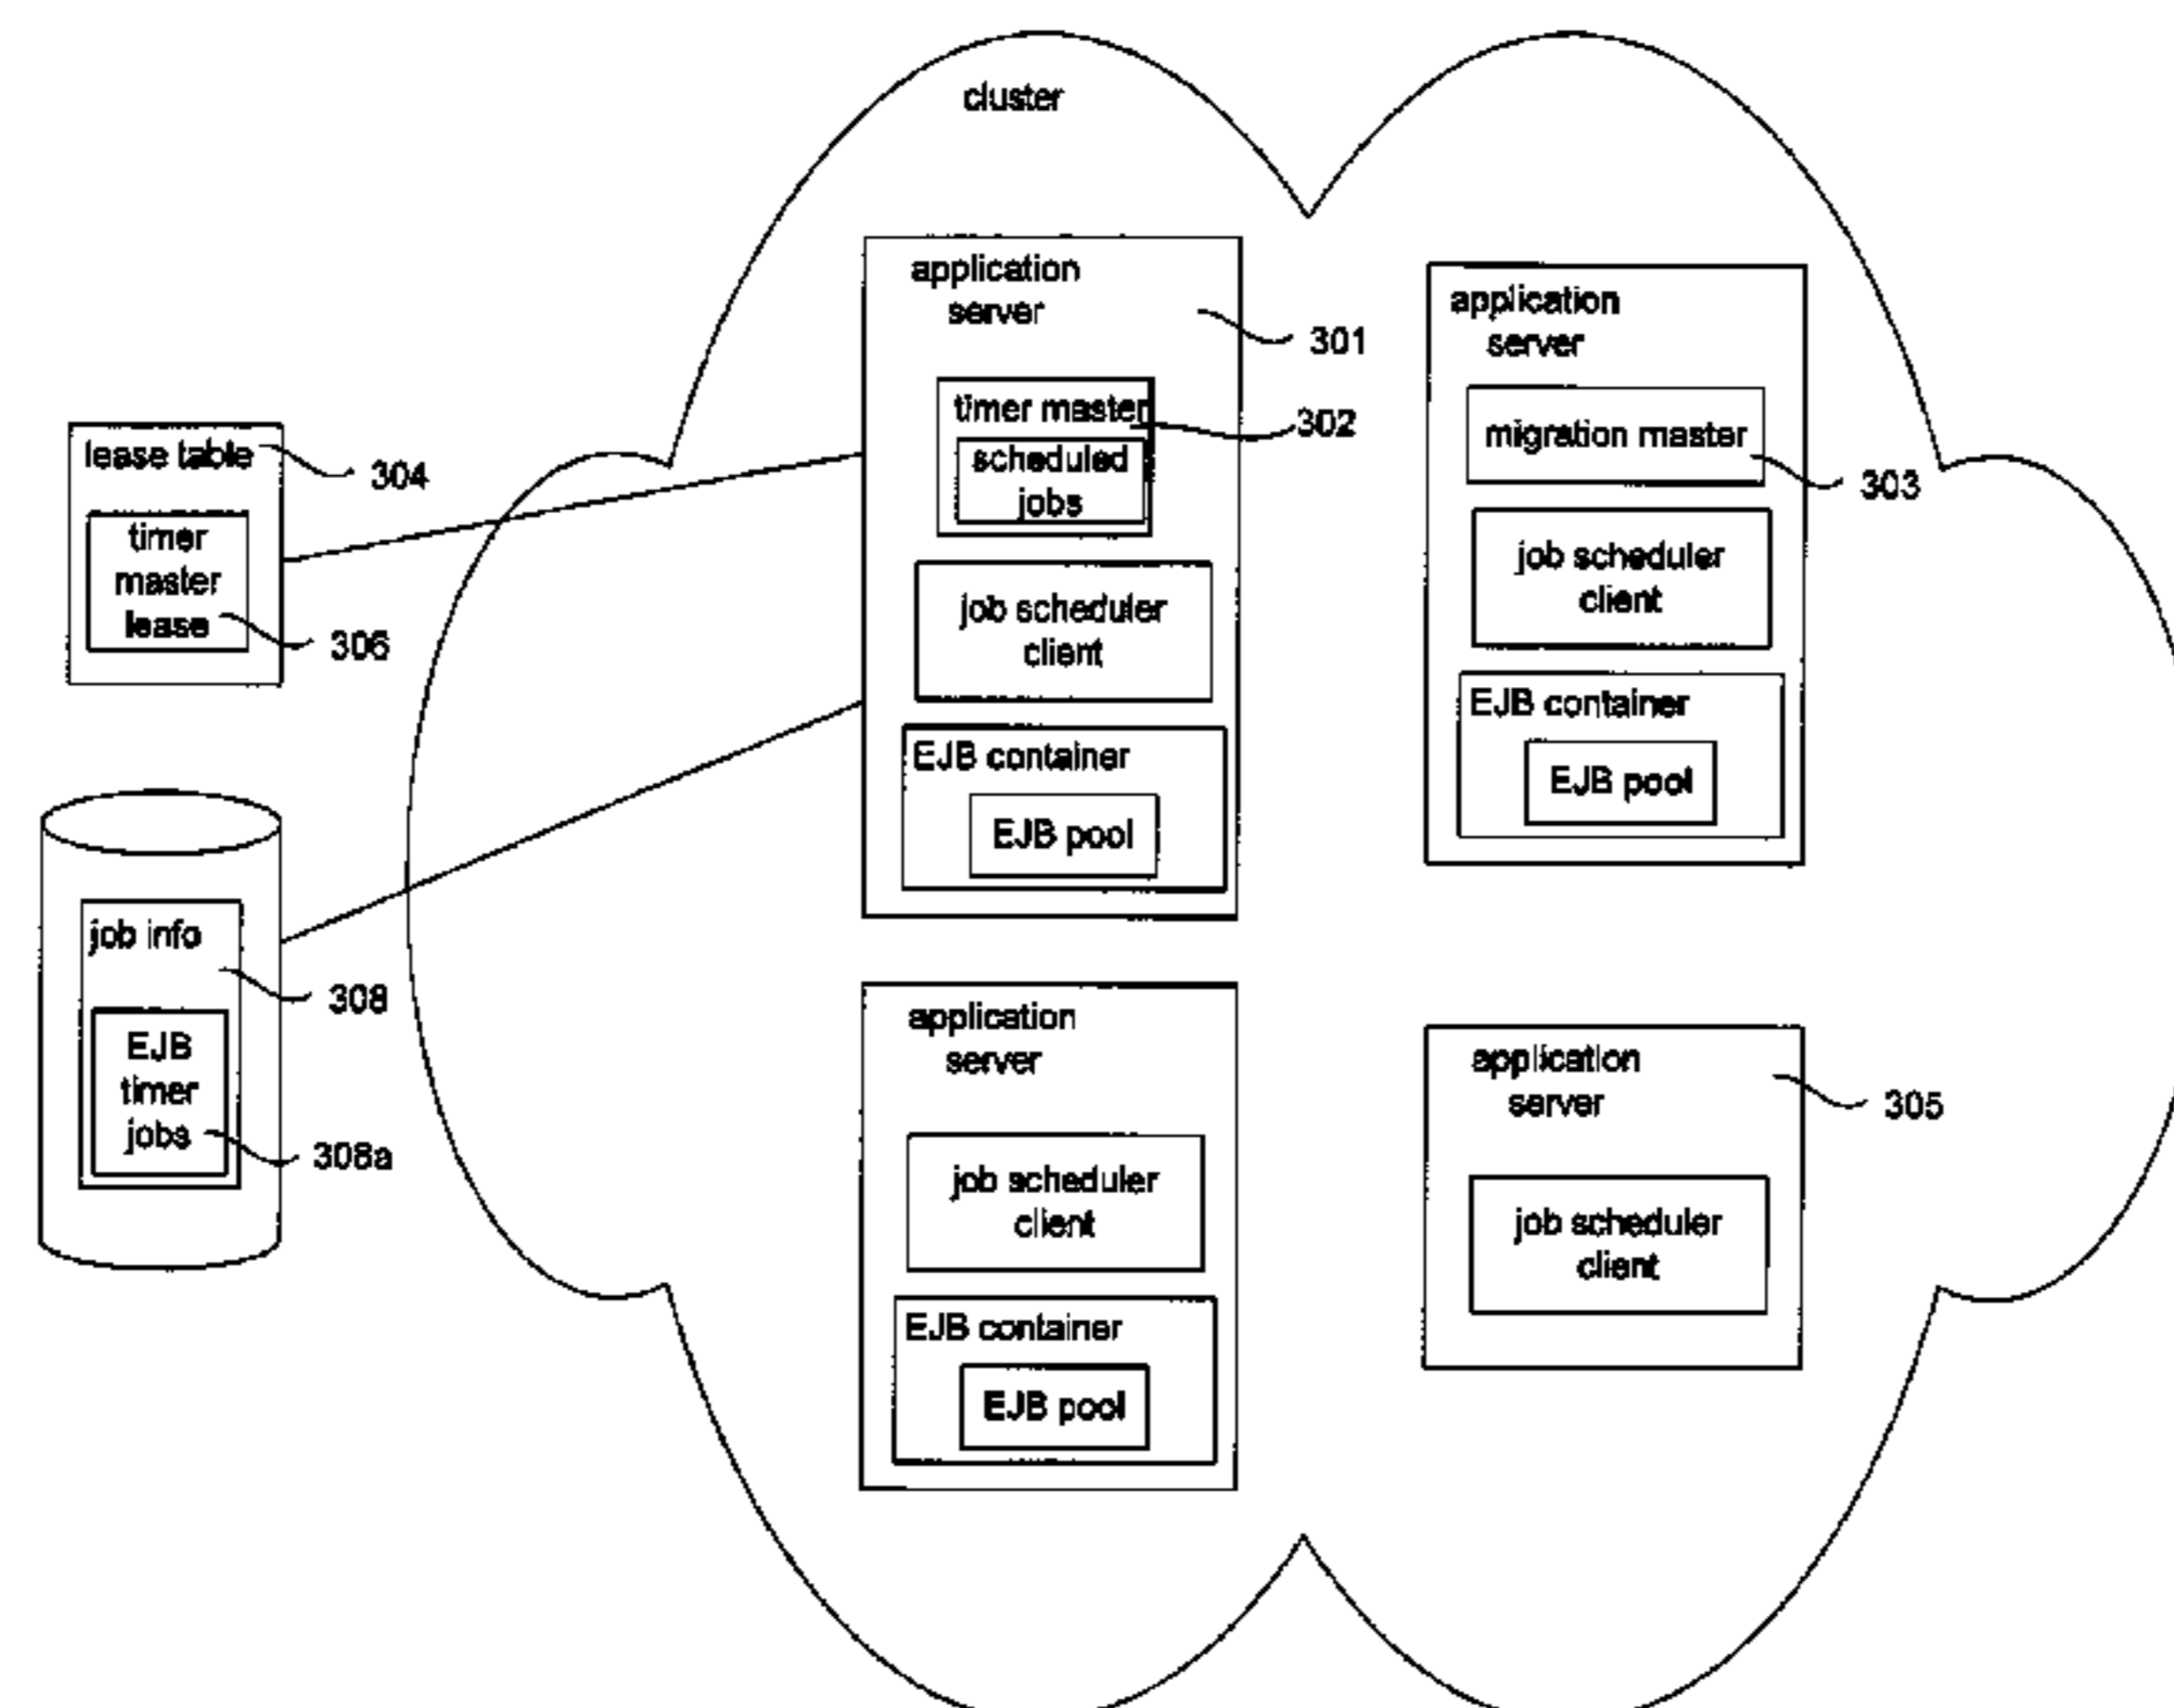 cluster
application
server
301
timer master
302
scheduled
jobs
job scheduler
client
EJB container
EJB pool
application
server
migration master
303
job scheduler
client
EJB container
EJB pool
lease table
304
timer
master
lease
306
job info
308
EJB
timer
jobs
308a
application
server
job scheduler
client
EJB container
EJB pool
application
server
305
job scheduler
client